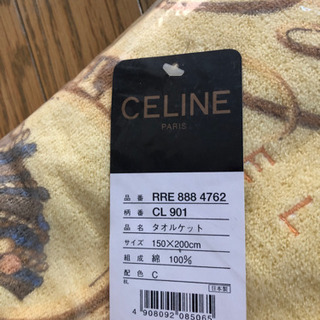 CELINE
PARIS
品番 RRE 888 4762
柄番 CL 901
品名 タオルケット
サイズ 150×200cm
組成 綿 100%
配色 C
日本製
4 908092 085065
E L